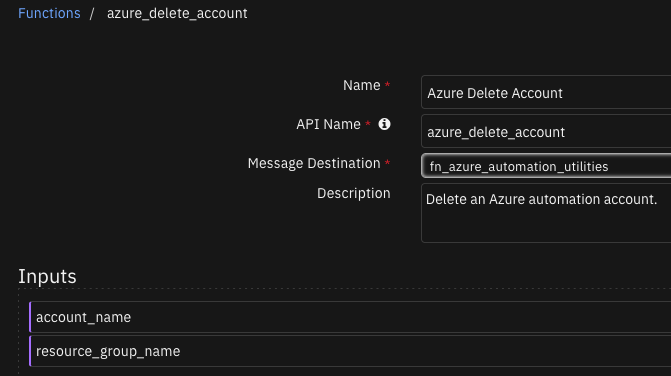 Functions / azure_delete_account
Name * Azure Delete Account
API Name * azure_delete_account
Message Destination * fn_azure_automation_utilities
Description Delete an Azure automation account.
Inputs
account_name
resource_group_name